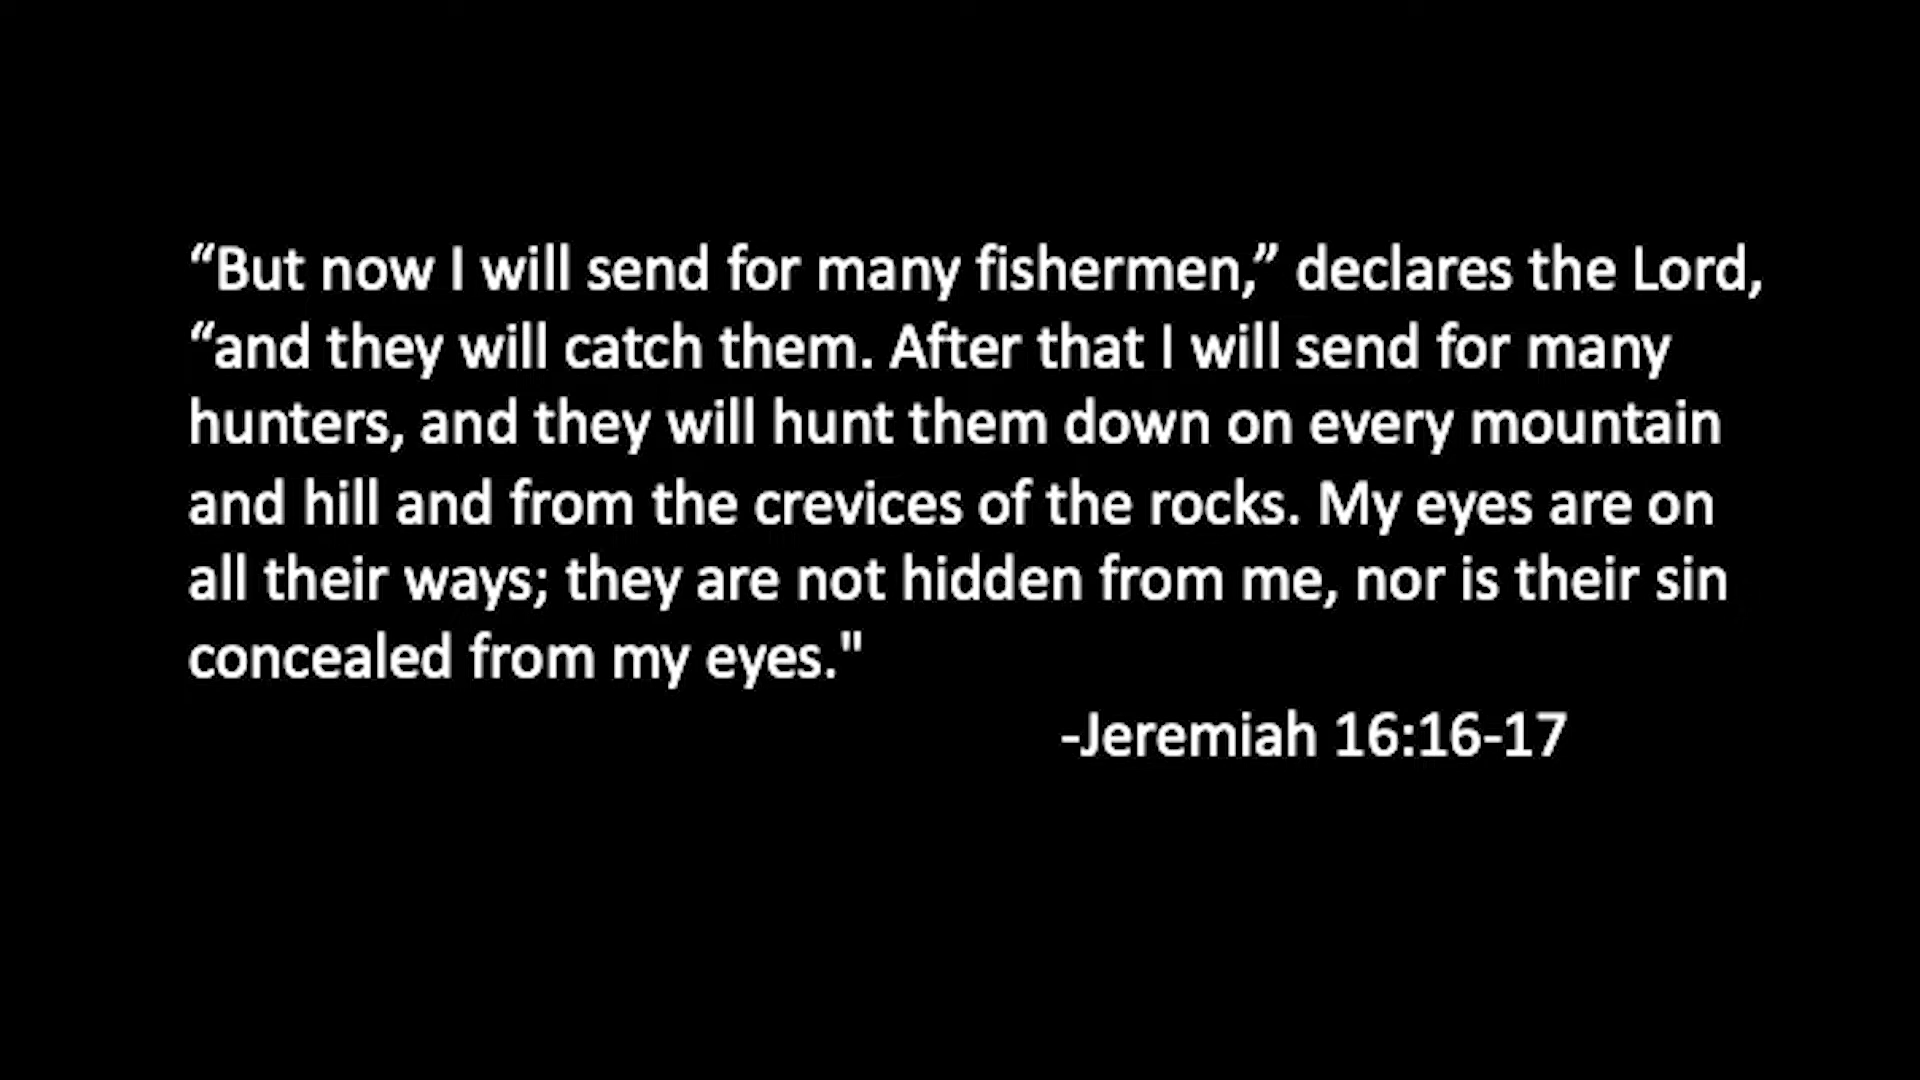 “But now I will send for many fishermen,” declares the Lord,
“and they will catch them. After that I will send for many
hunters, and they will hunt them down on every mountain
and hill and from the crevices of the rocks. My eyes are on
all their ways; they are not hidden from me, nor is their sin
concealed from my eyes."
-Jeremiah 16:16-17